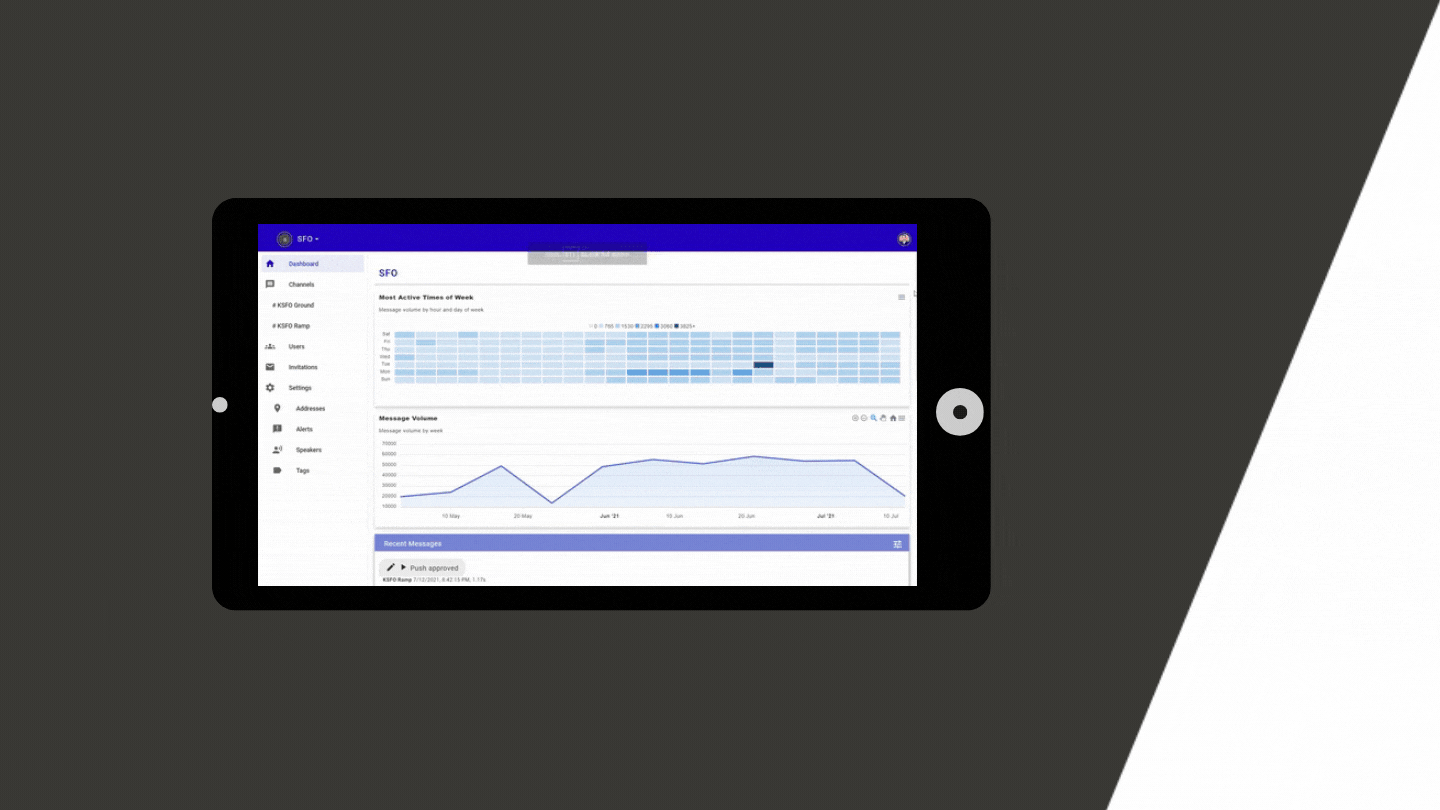 SFO
Dashboard
Channels
# KSFO Ground
# KSFO Ramp
Users
Invitations
Settings
Addresses
Alerts
Speakers
Tags
SFO
Most Active Times of Week
Message volume by hour and day of week
0 765 1530 2295 3060 3825+
Sat
Fri
Thu
Wed
Tue
Mon
Sun
Message Volume
Message volume by week
70000
60000
50000
40000
30000
20000
10000
10 May 20 May Jun '21 10 Jun 20 Jun Jul '21 10 Jul
Recent Messages
Push approved
KSFO Ramp 7/12/2021, 8:42:15 PM, 1.17s